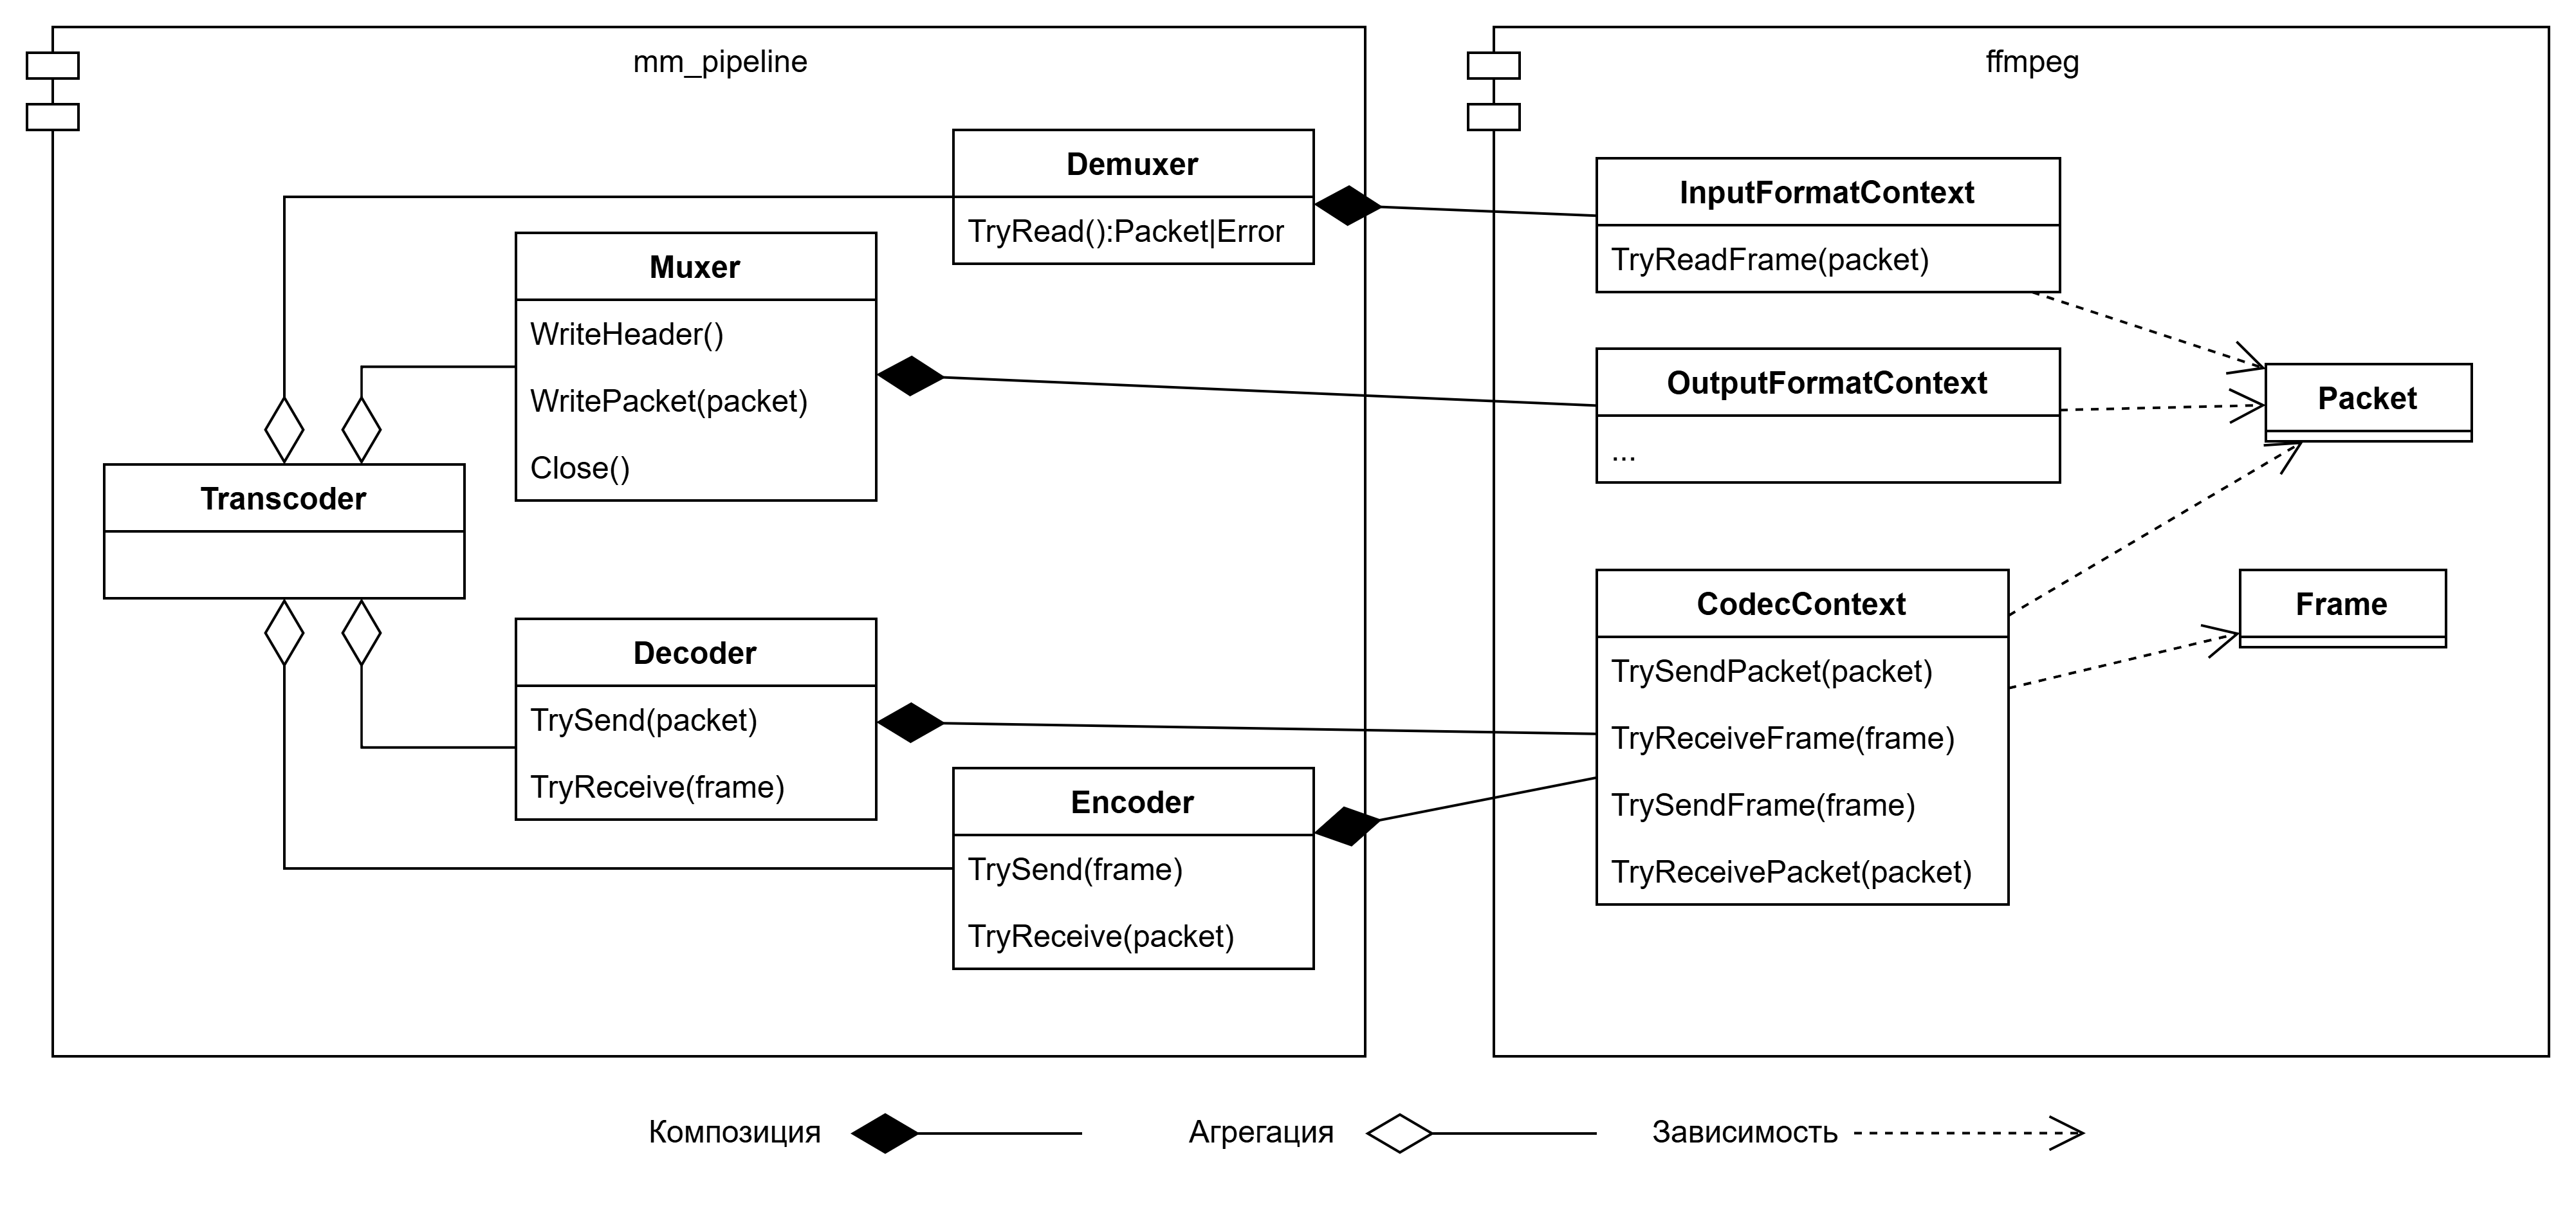 mm_pipeline
Demuxer
TryRead():Packet|Error
Muxer
WriteHeader()
WritePacket(packet)
Close()
Transcoder
Decoder
TrySend(packet)
TryReceive(frame)
Encoder
TrySend(frame)
TryReceive(packet)
ffmpeg
InputFormatContext
TryReadFrame(packet)
OutputFormatContext
...
Packet
CodecContext
TrySendPacket(packet)
TryReceiveFrame(frame)
TrySendFrame(frame)
TryReceivePacket(packet)
Frame
Композиция
Агрегация
Зависимость